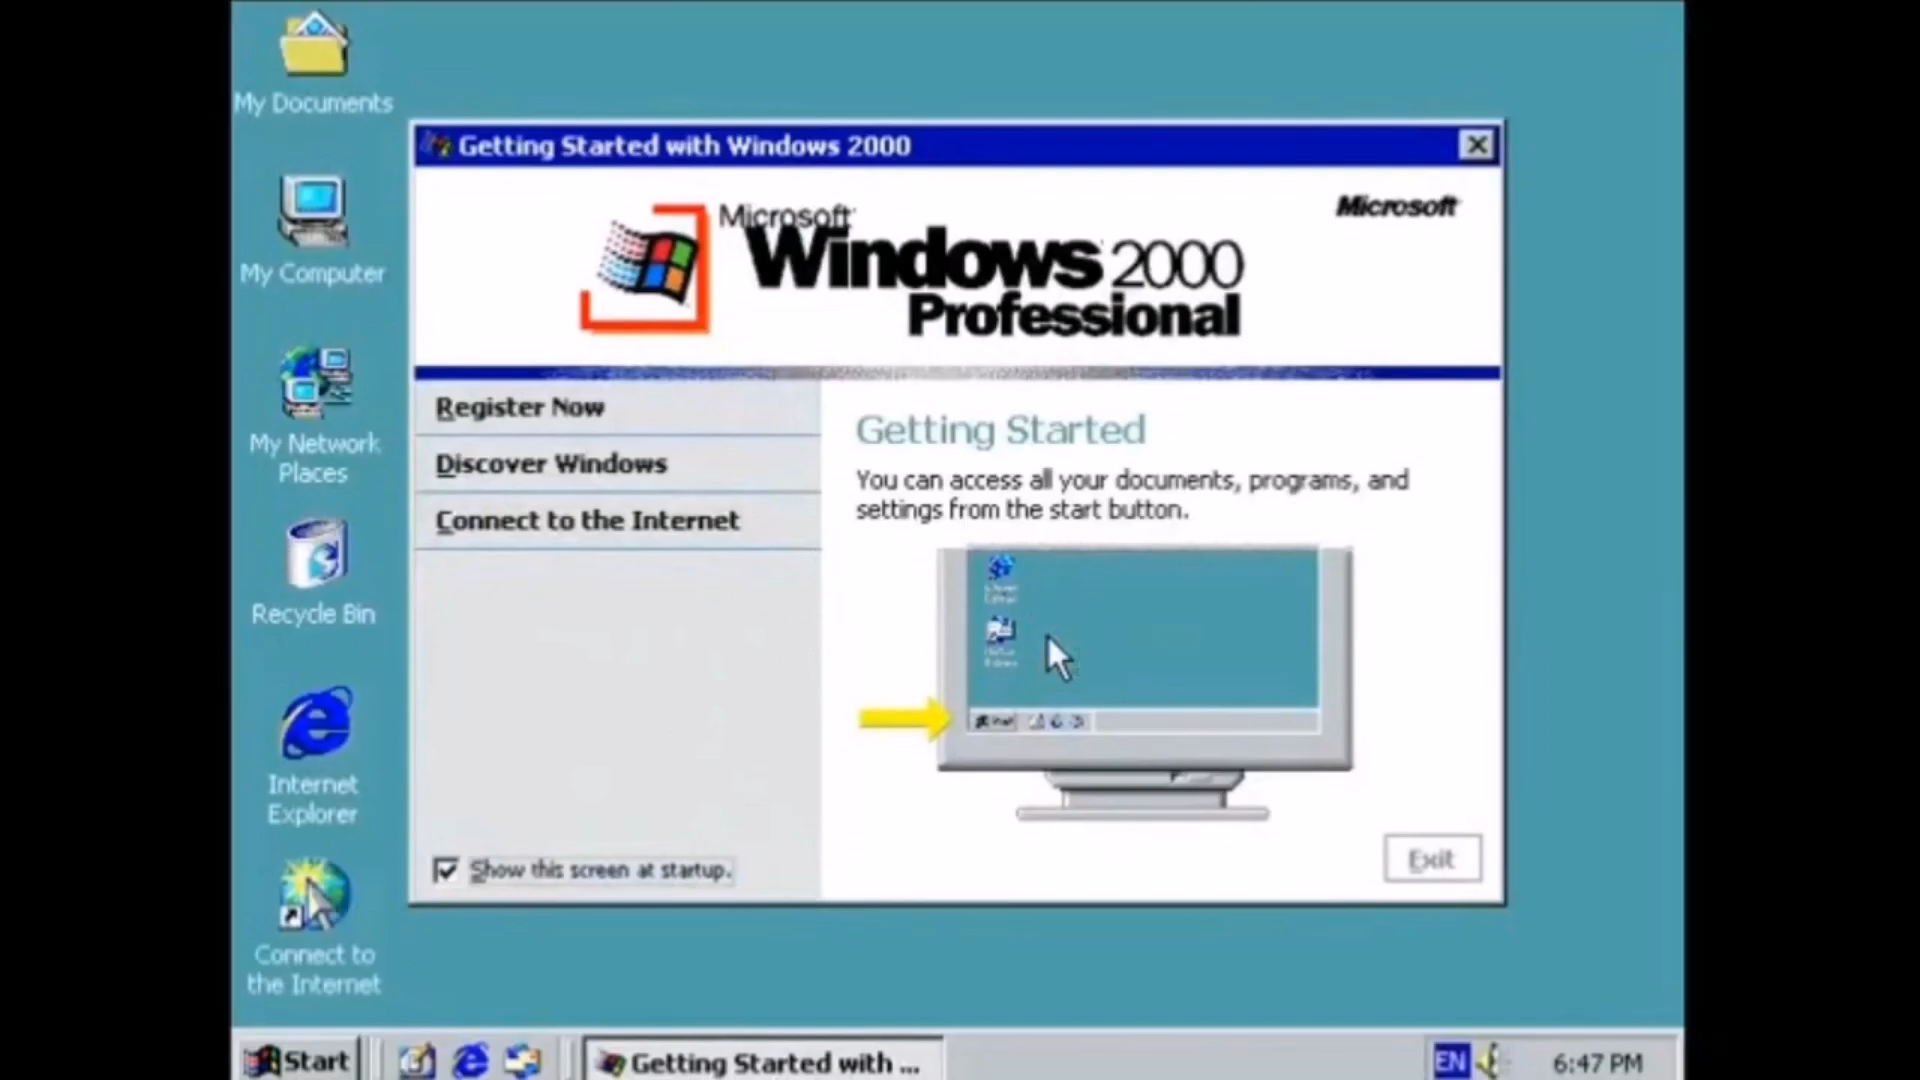 My Documents
My Computer
My Network
Places
Recycle Bin
Internet
Explorer
Connect to
the Internet
Getting Started with Windows 2000
Microsoft
Windows 2000
Professional
Microsoft
Register Now
Discover Windows
Connect to the Internet
Show this screen at startup.
Getting Started
You can access all your documents, programs, and
settings from the start button.
Exit
Start
Getting Started with ...
EN
6:47 PM